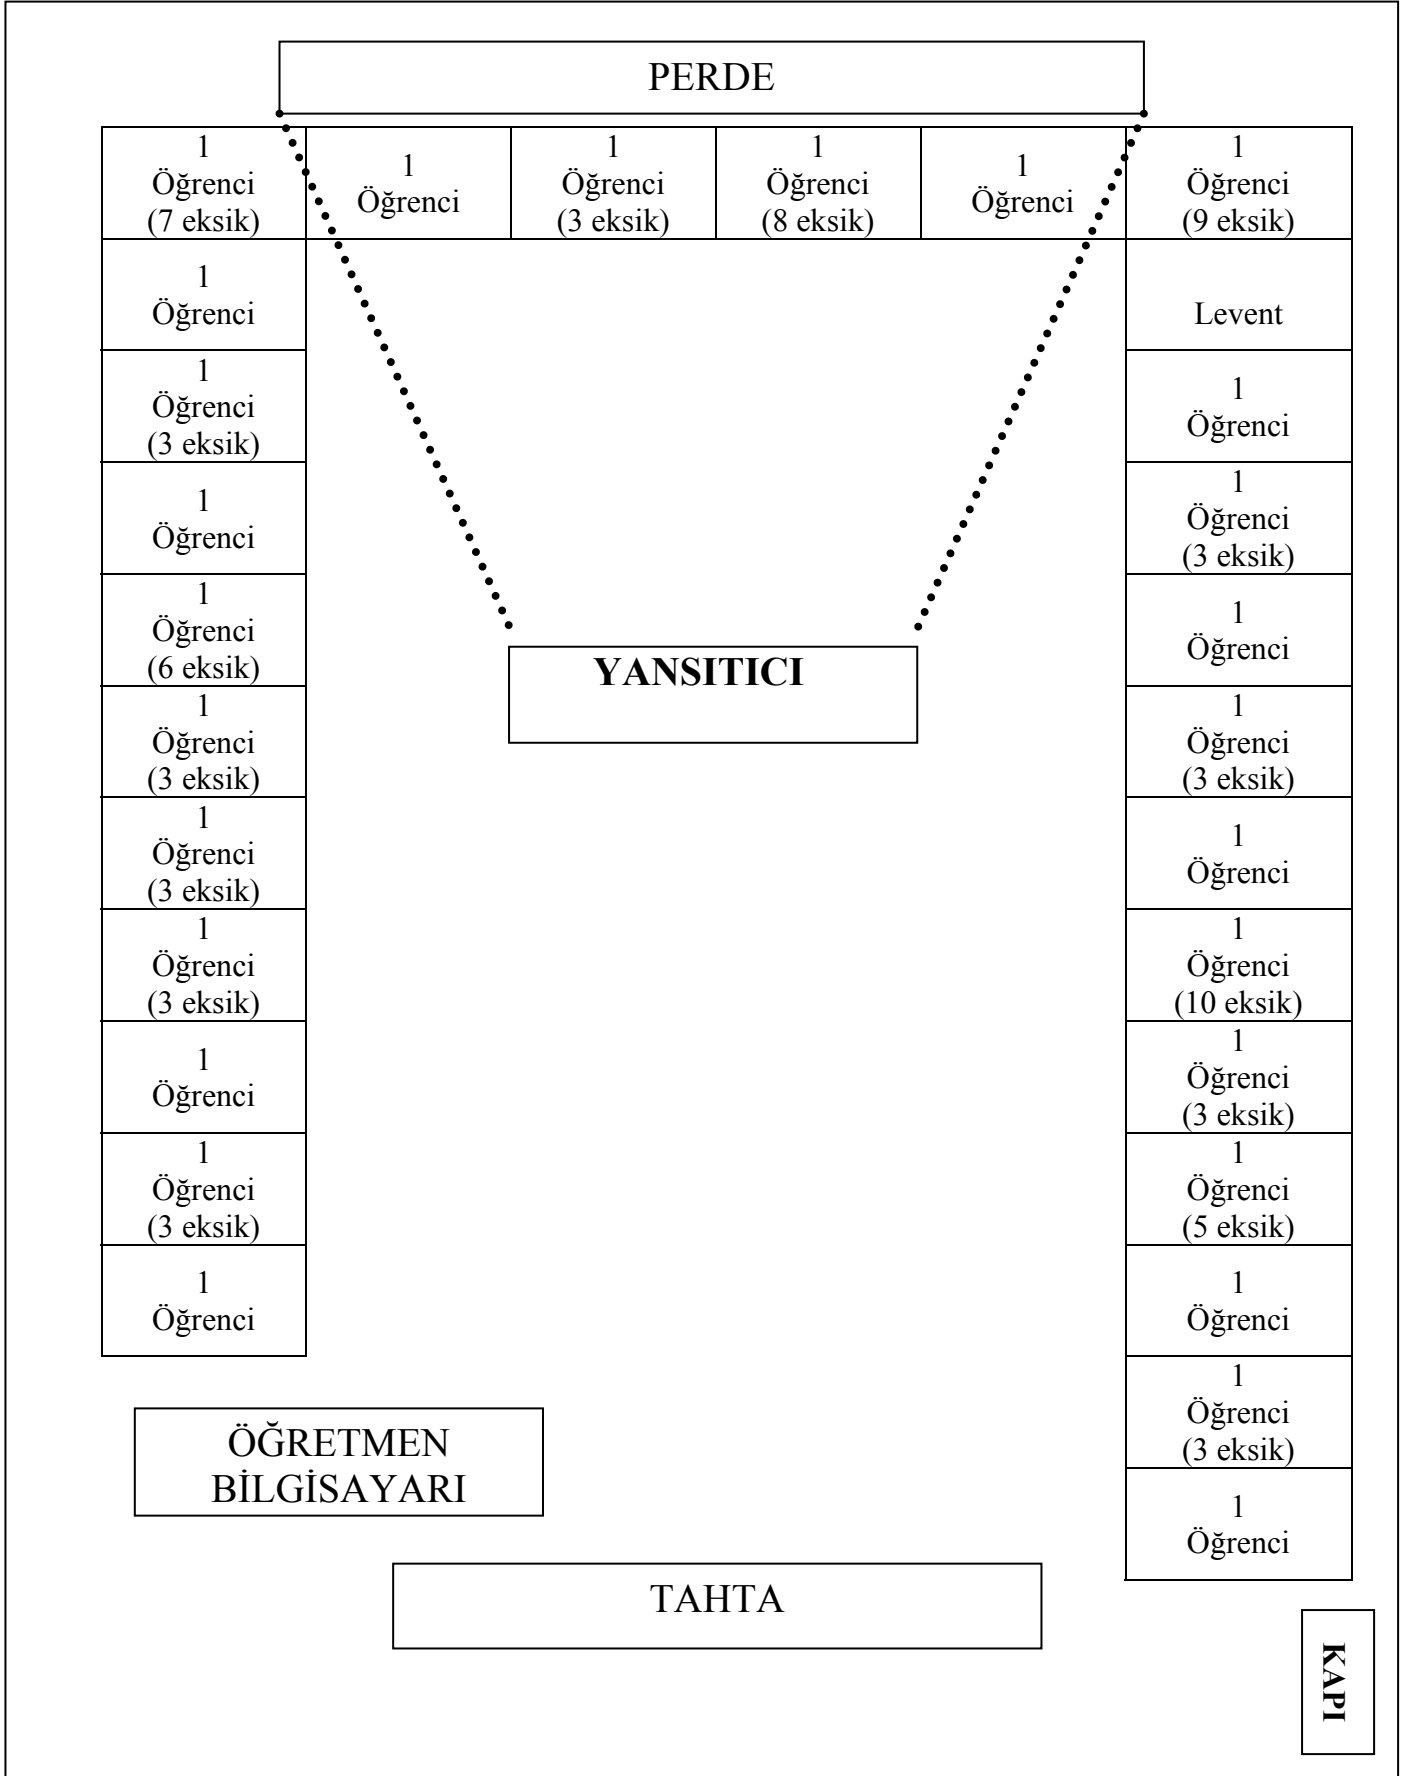 PERDE
1
Öğrenci
(7 eksik)
1
Öğrenci
1
Öğrenci
(3 eksik)
1
Öğrenci
(8 eksik)
1
Öğrenci
1
Öğrenci
(9 eksik)
1
Öğrenci
Levent
1
Öğrenci
(3 eksik)
1
Öğrenci
1
Öğrenci
1
Öğrenci
(3 eksik)
1
Öğrenci
(6 eksik)
1
Öğrenci
YANSITICI
1
Öğrenci
(3 eksik)
1
Öğrenci
(3 eksik)
1
Öğrenci
(3 eksik)
1
Öğrenci
1
Öğrenci
(3 eksik)
1
Öğrenci
(10 eksik)
1
Öğrenci
1
Öğrenci
(3 eksik)
1
Öğrenci
(3 eksik)
1
Öğrenci
(5 eksik)
1
Öğrenci
1
Öğrenci
1
Öğrenci
(3 eksik)
ÖĞRETMEN
BİLGİSAYARI
1
Öğrenci
TAHTA
KAPI